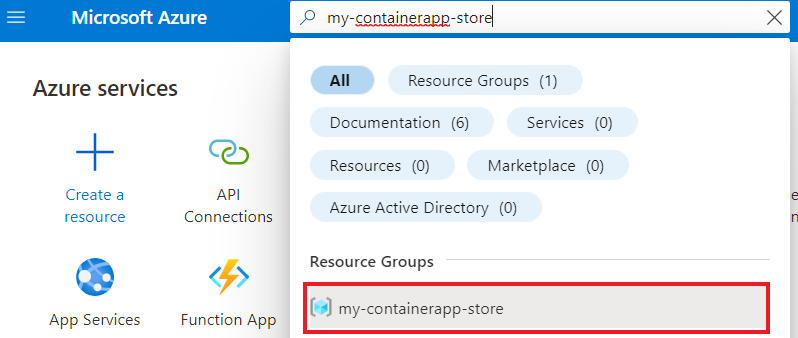 Microsoft Azure
my-containerapp-store
Azure services
Create a
resource
API
Connections
App Services
Function App
All
Resource Groups (1)
Documentation (6)
Services (0)
Resources (0)
Marketplace (0)
Azure Active Directory (0)
Resource Groups
my-containerapp-store